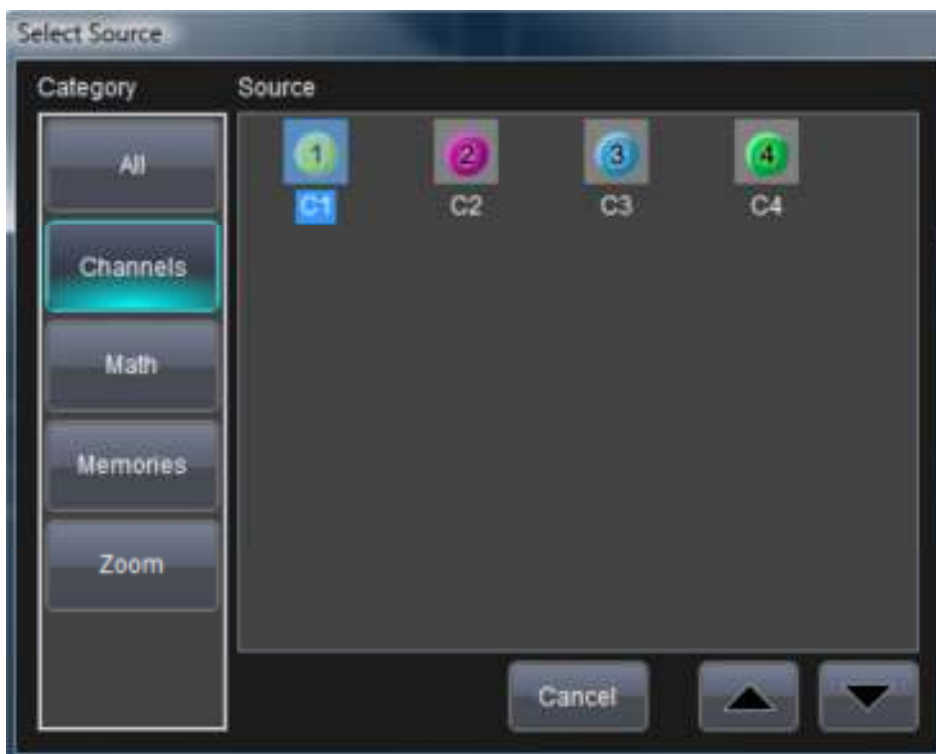 Select Source
Category
Source
All
Channels
Math
Memories
Zoom
1
2
3
4
C1
C2
C3
C4
Cancel